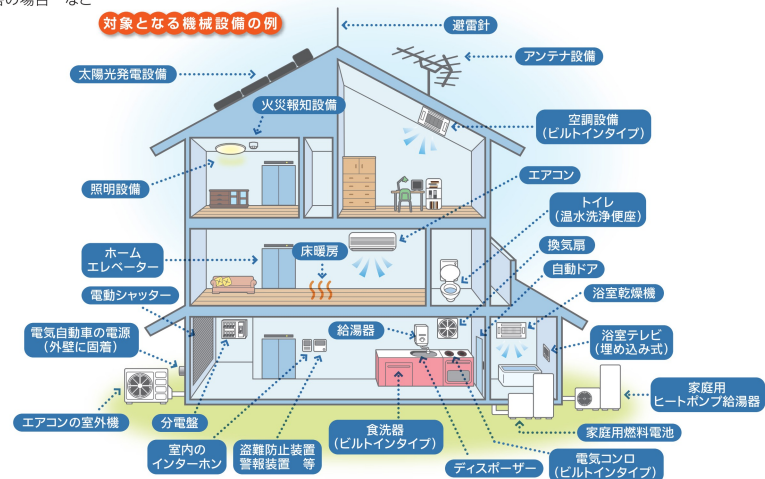 の場合 など
対象となる機械設備の例
避雷針
アンテナ設備
太陽光発電設備
火災報知設備
空調設備
(ビルトインタイプ)
照明設備
エアコン
トイレ
(温水洗浄便座)
ホーム
エレベーター
床暖房
換気扇
自動ドア
電動シャッター
浴室乾燥機
電気自動車の電源
(外壁に固着)
給湯器
浴室テレビ
(埋め込み式)
家庭用
ヒートポンプ給湯器
エアコンの室外機
分電盤
食洗器
(ビルトインタイプ)
家庭用燃料電池
室内の
インターホン
盗難防止装置
警報装置 等
ディスポーザー
電気コンロ
(ビルトインタイプ)